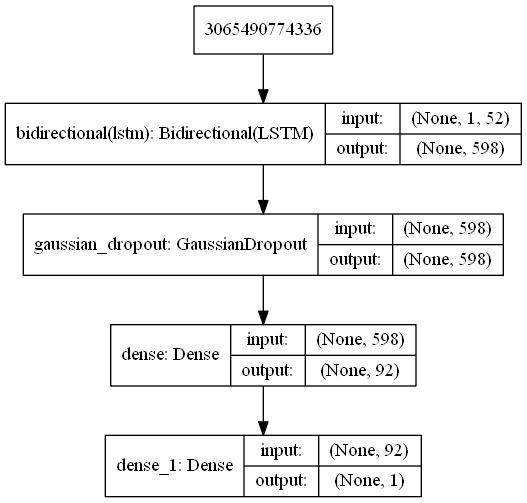 3065490774336
bidirectional(lstm): Bidirectional(LSTM)
input: (None, 1, 52)
output: (None, 598)
gaussian_dropout: GaussianDropout
input: (None, 598)
output: (None, 598)
dense: Dense
input: (None, 598)
output: (None, 92)
dense_1: Dense
input: (None, 92)
output: (None, 1)